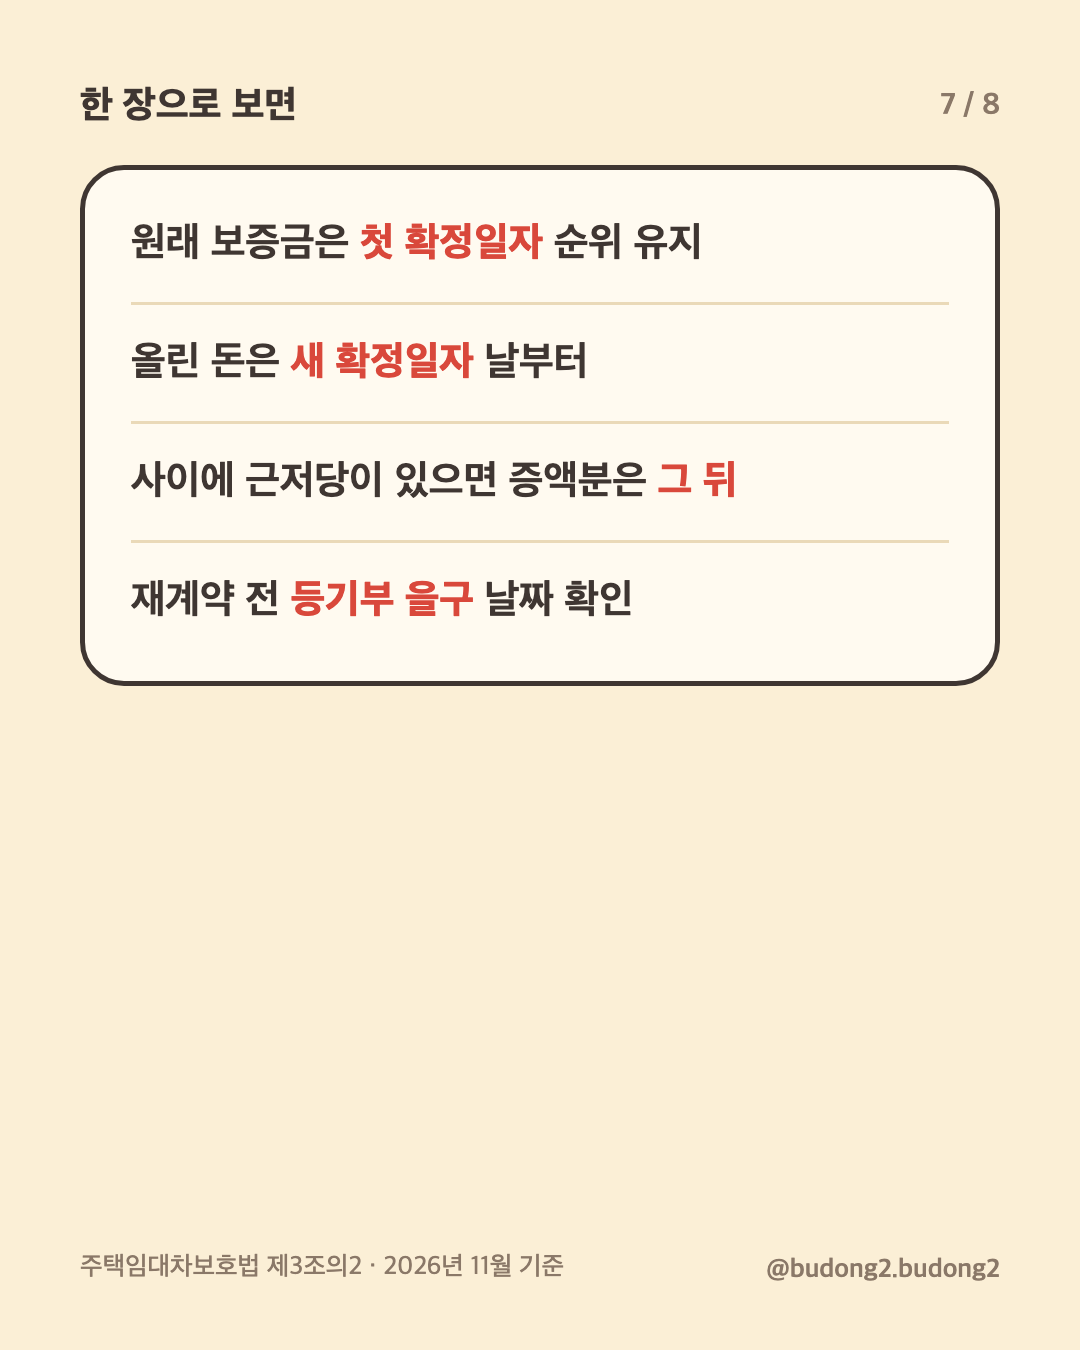 한 장으로 보면
7 / 8
원래 보증금은 첫 확정일자 순위 유지
올린 돈은 새 확정일자 날부터
사이에 근저당이 있으면 증액분은 그 뒤
재계약 전 등기부 을구 날짜 확인
주택임대차보호법 제3조의2 · 2026년 11월 기준
@budong2.budong2